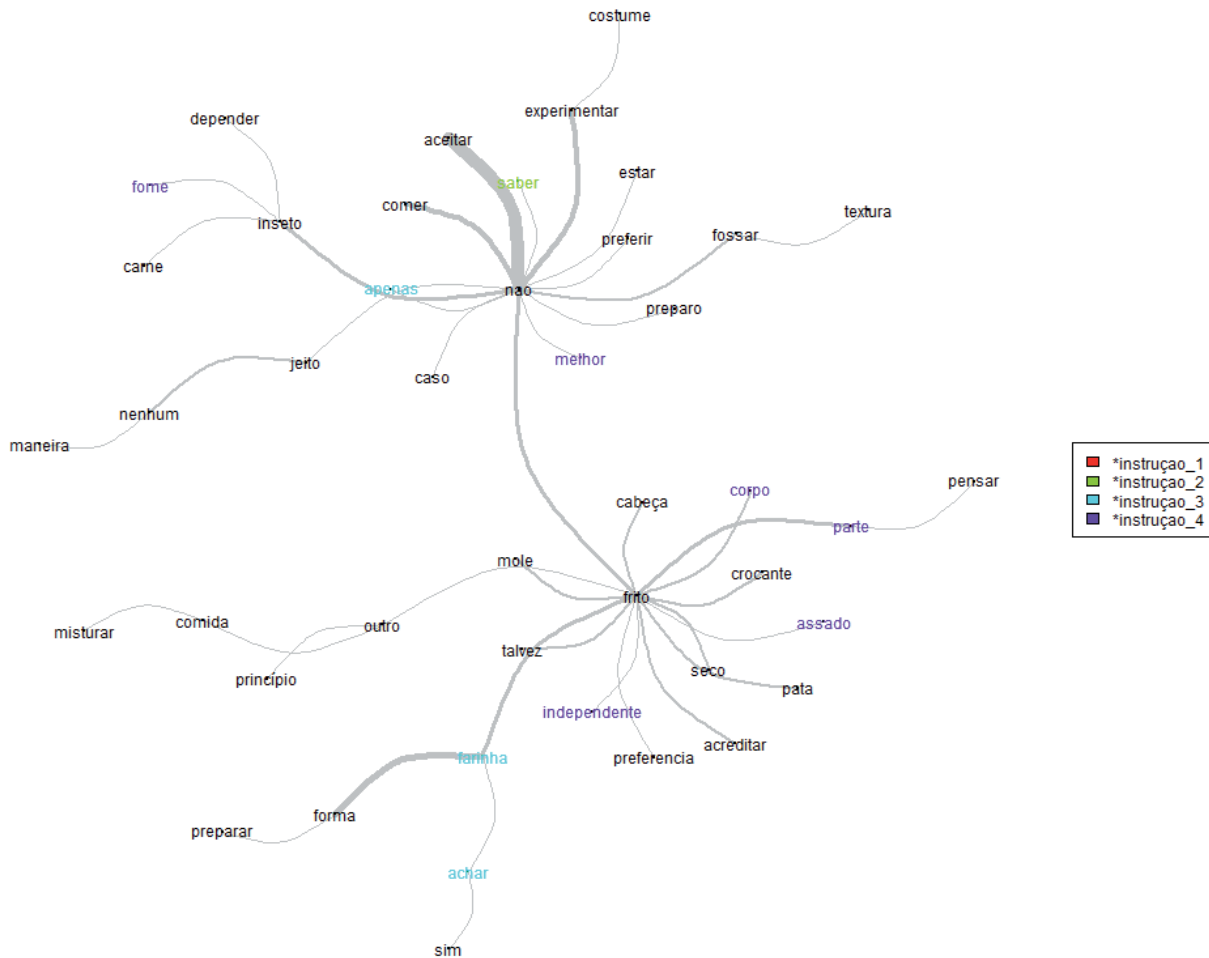 costume
experimentar
depender
aceitar
estar
saber
fome
comer
textura
inseto
preferir
fossar
carne
apenas
não
preparo
melhor
jeito
caso
nenhum
maneira
*instruçao_1
*instruçao_2
*instruçao_3
*instruçao_4
pensar
corpo
cabeça
parte
mole
crocante
frito
misturar
comida
outro
assado
talvez
seco
princípio
pata
independente
acreditar
preferencia
farinha
forma
preparar
achar
sim